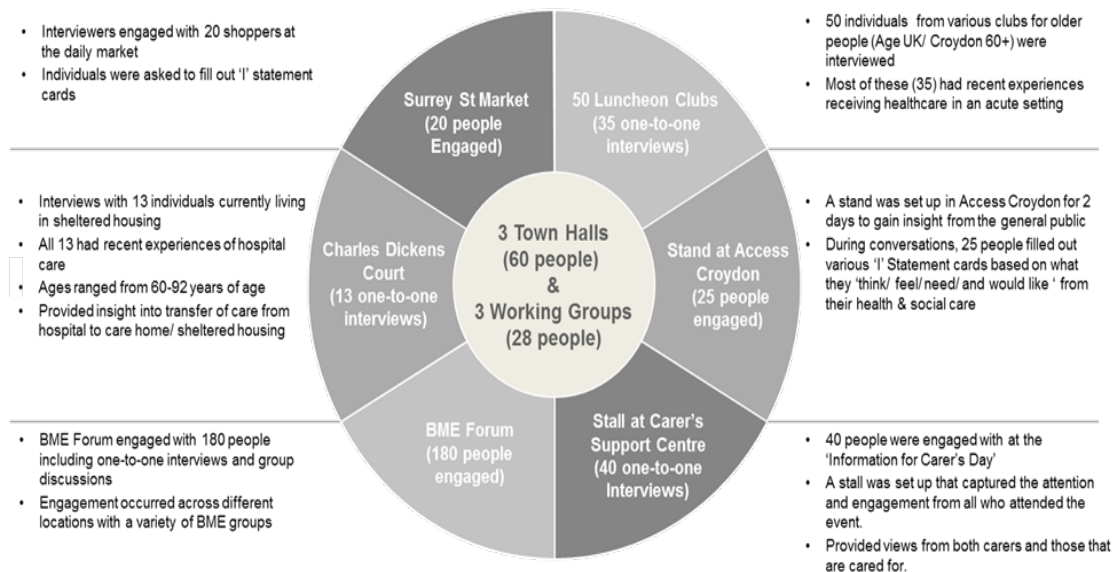 • Interviewers engaged with 20 shoppers at
the daily market
• Individuals were asked to fill out 'I' statement
cards
• Interviews with 13 individuals currently living
in sheltered housing
• All 13 had recent experiences of hospital
care
• Ages ranged from 60-92 years of age
• Provided insight into transfer of care from
hospital to care home/ sheltered housing
• BME Forum engaged with 180 people
including one-to-one interviews and group
discussions
• Engagement occurred across different
locations with a variety of BME groups
Surrey St Market
(20 people
Engaged)
50 Luncheon Clubs
(35 one-to-one
interviews)
Charles Dickens
Court
(13 one-to-one
interviews)
3 Town Halls
(60 people)
&
3 Working Groups
(28 people)
Stand at Access
Croydon
(25 people
engaged)
BME Forum
(180 people
engaged)
Stall at Carer's
Support Centre
(40 one-to-one
Interviews)
• 50 individuals from various clubs for older
people (Age UK/ Croydon 60+) were
interviewed
• Most of these (35) had recent experiences
receiving healthcare in an acute setting
• A stand was set up in Access Croydon for 2
days to gain insight from the general public
• During conversations, 25 people filled out
various 'I' Statement cards based on what
they 'think/ feel/ need/ and would like ' from
their health & social care
• 40 people were engaged with at the
'Information for Carer's Day'
• A stall was set up that captured the attention
and engagement from all who attended the
event.
• Provided views from both carers and those that
are cared for.